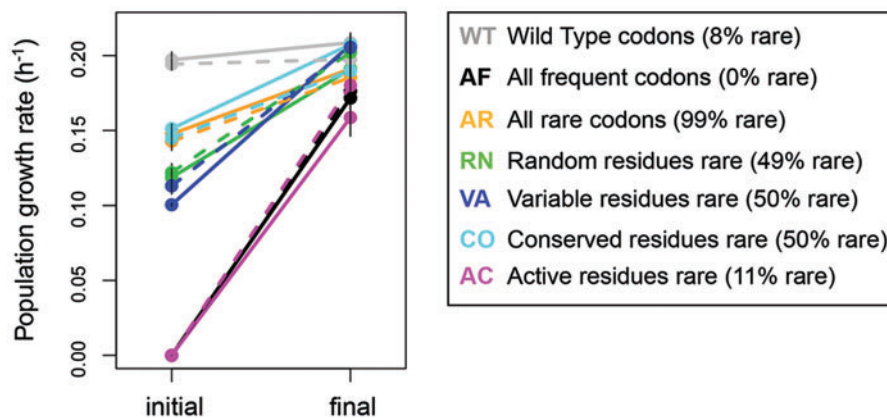 Population growth rate (h⁻¹)
0.20
0.15
0.10
0.05
0.00
initial final
WT Wild Type codons (8% rare)
AF All frequent codons (0% rare)
AR All rare codons (99% rare)
RN Random residues rare (49% rare)
VA Variable residues rare (50% rare)
CO Conserved residues rare (50% rare)
AC Active residues rare (11% rare)